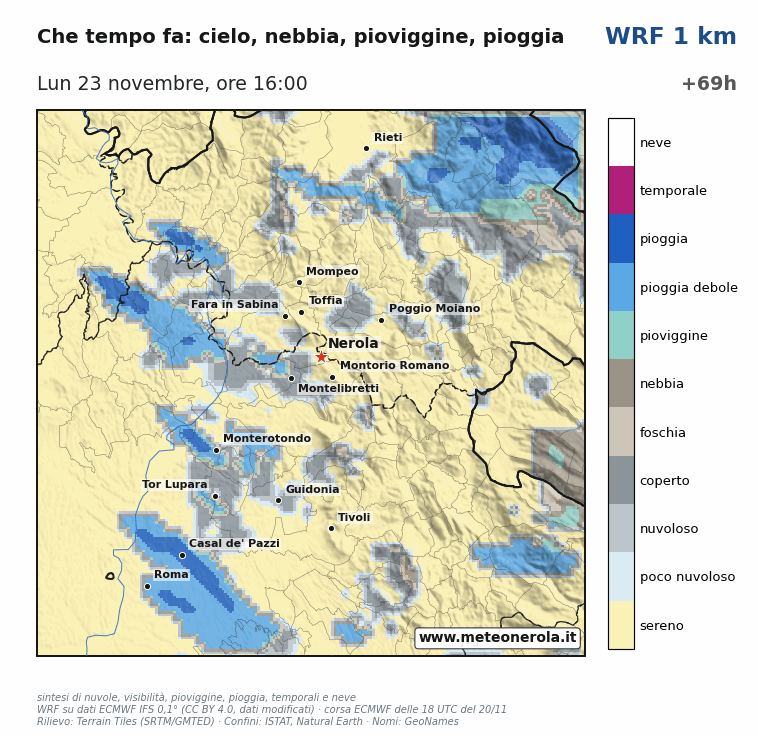 Che tempo fa: cielo, nebbia, pioviggine, pioggia
WRF 1 km
Lun 23 novembre, ore 16:00
+69h
Rieti
Mompeo
Fara in Sabina
Toffia
Poggio Moiano
Nerola
Montorio Romano
Montelibretti
Monterotondo
Tor Lupara
Guidonia
Tivoli
Casal de' Pazzi
Roma
www.meteonerola.it
neve
temporale
pioggia
pioggia debole
pioviggine
nebbia
foschia
coperto
nuvoloso
poco nuvoloso
sereno
sintesi di nuvole, visibilità, pioviggine, pioggia, temporali e neve
WRF su dati ECMWF IFS 0,1° (CC BY 4.0, dati modificati) · corsa ECMWF delle 18 UTC del 20/11
Rilievo: Terrain Tiles (SRTM/GMTED) · Confini: ISTAT, Natural Earth · Nomi: GeoNames